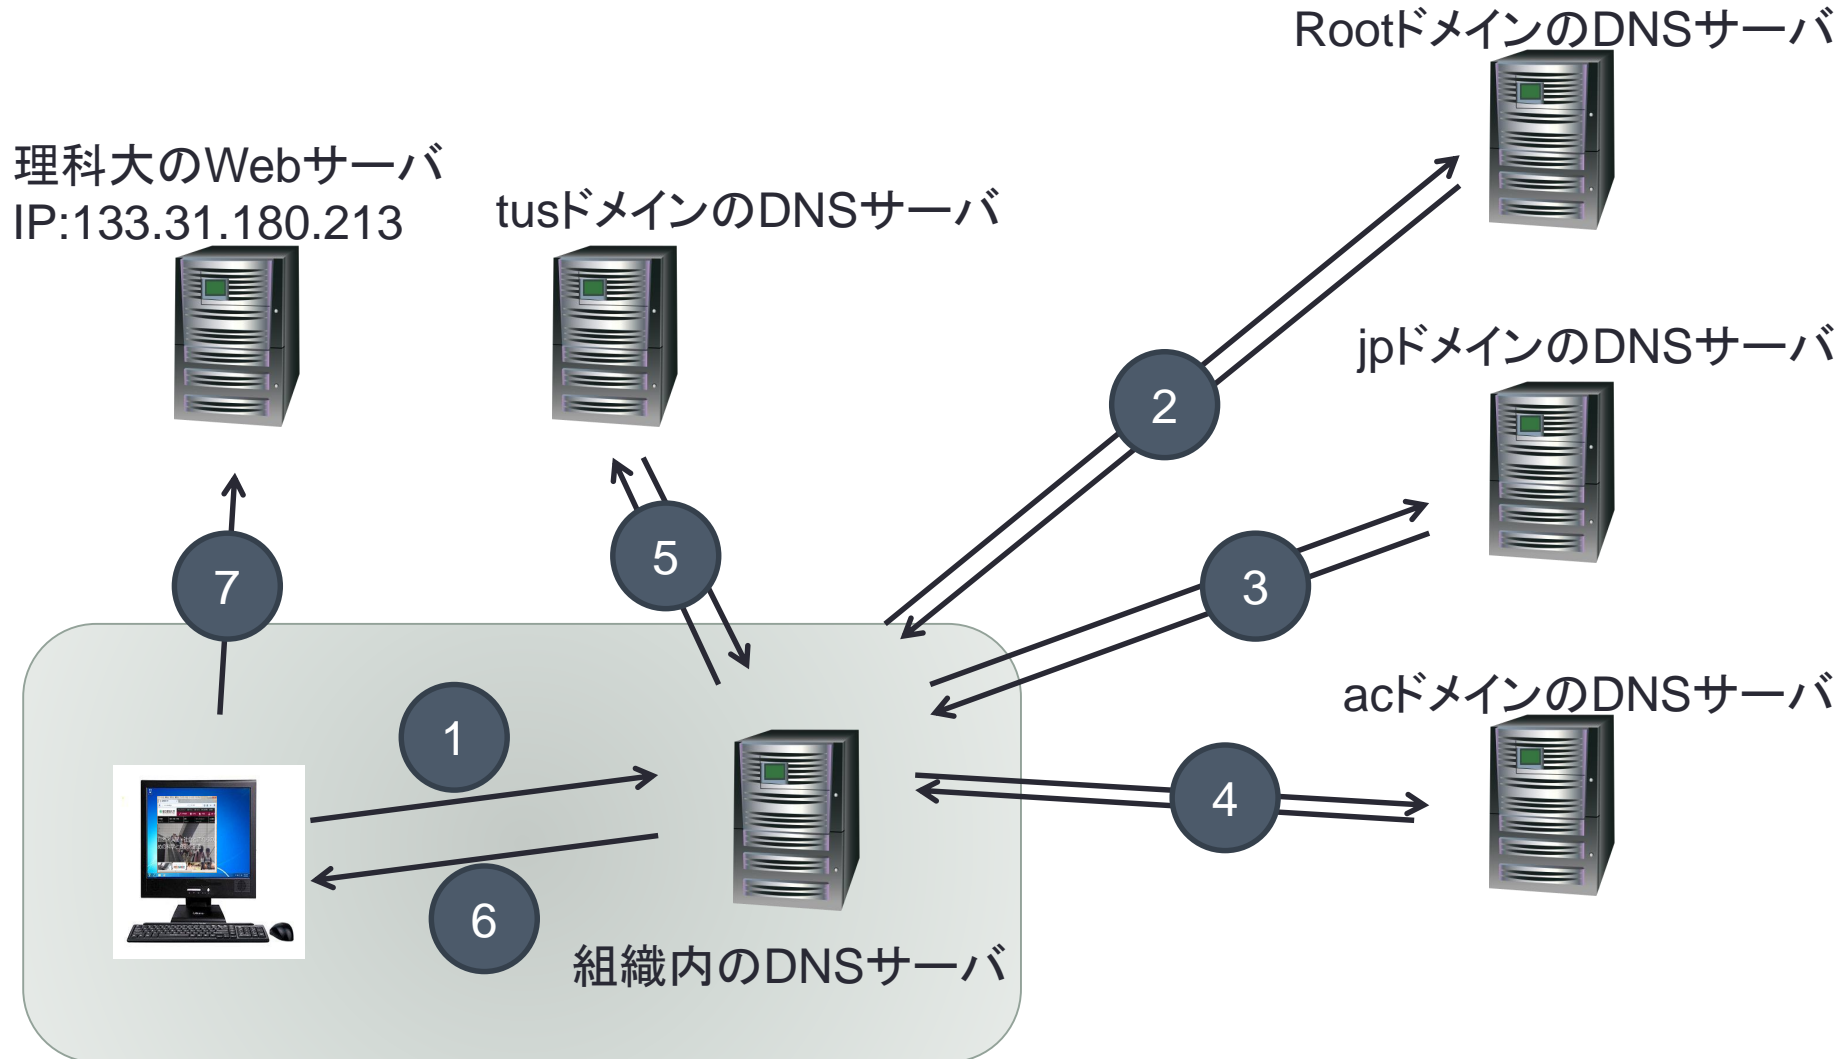 RootドメインのDNSサーバ
理科大のWebサーバ
IP:133.31.180.213
tusドメインのDNSサーバ
jpドメインのDNSサーバ
2
5
3
7
acドメインのDNSサーバ
1
4
6
組織内のDNSサーバ